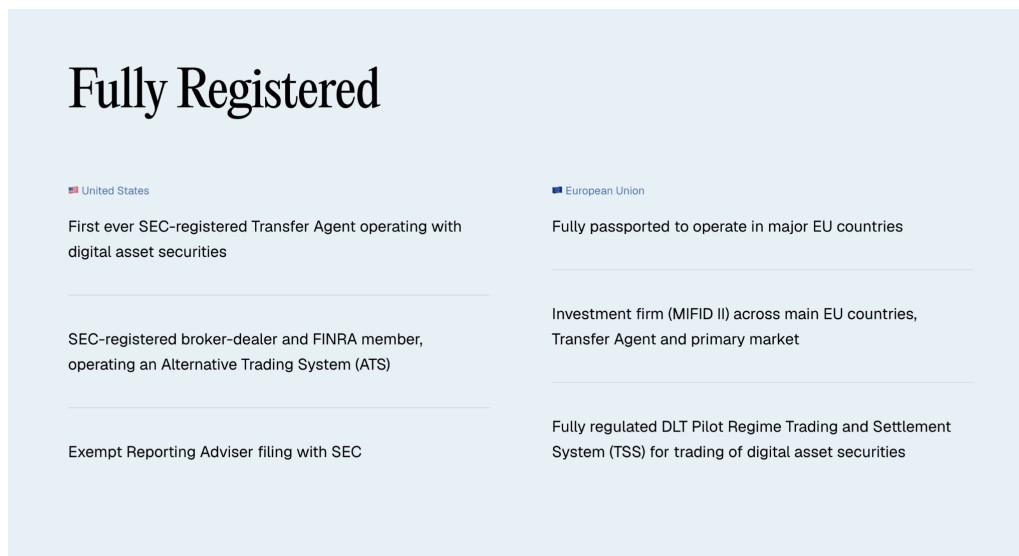 Fully Registered
United States
First ever SEC-registered Transfer Agent operating with
digital asset securities
SEC-registered broker-dealer and FINRA member,
operating an Alternative Trading System (ATS)
Exempt Reporting Adviser filing with SEC
European Union
Fully passported to operate in major EU countries
Investment firm (MIFID II) across main EU countries,
Transfer Agent and primary market
Fully regulated DLT Pilot Regime Trading and Settlement
System (TSS) for trading of digital asset securities